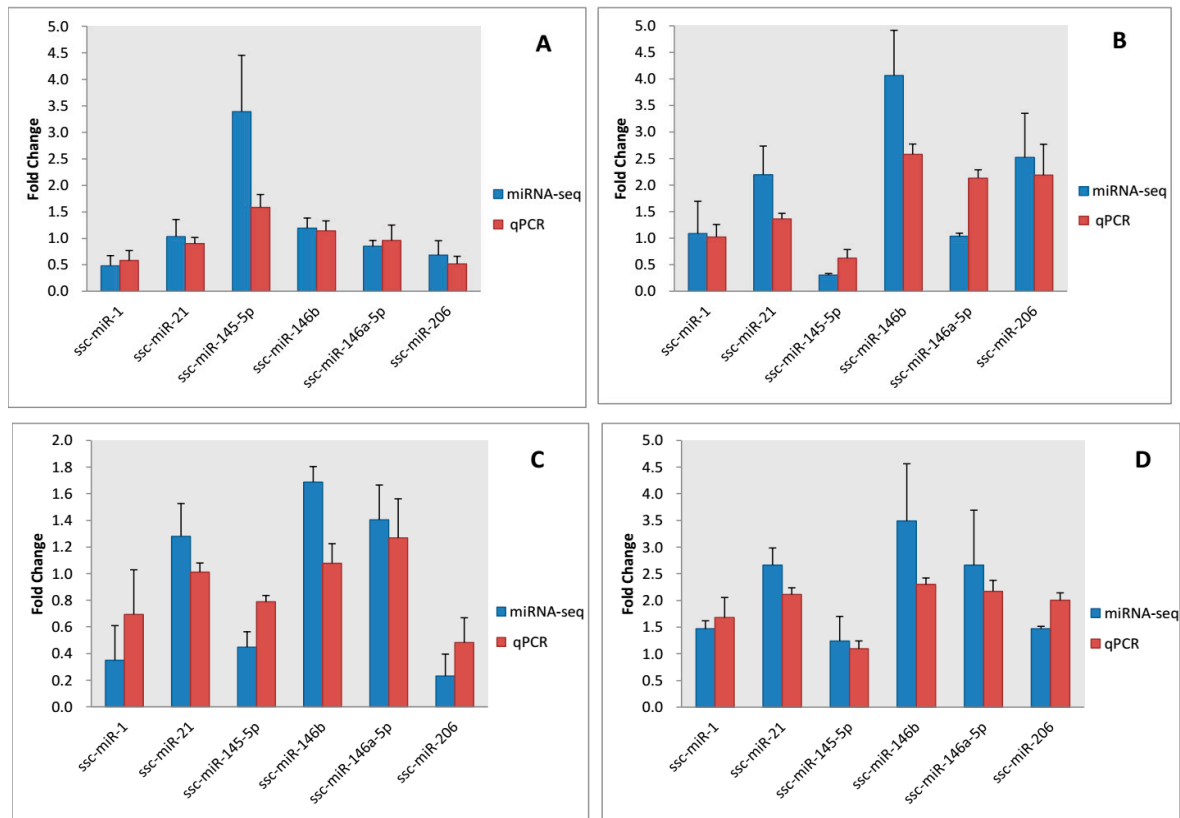 A
Fold Change
5.0
4.5
4.0
3.5
3.0
2.5
2.0
1.5
1.0
0.5
0.0
ssc-miR-1
ssc-miR-21
ssc-miR-145-5p
ssc-miR-146b
ssc-miR-146a-5p
ssc-miR-206
miRNA-seq
qPCR
B
Fold Change
5.0
4.5
4.0
3.5
3.0
2.5
2.0
1.5
1.0
0.5
0.0
ssc-miR-1
ssc-miR-21
ssc-miR-145-5p
ssc-miR-146b
ssc-miR-146a-5p
ssc-miR-206
miRNA-seq
qPCR
C
Fold Change
2.0
1.8
1.6
1.4
1.2
1.0
0.8
0.6
0.4
0.2
0.0
ssc-miR-1
ssc-miR-21
ssc-miR-145-5p
ssc-miR-146b
ssc-miR-146a-5p
ssc-miR-206
miRNA-seq
qPCR
D
Fold Change
5.0
4.5
4.0
3.5
3.0
2.5
2.0
1.5
1.0
0.5
0.0
ssc-miR-1
ssc-miR-21
ssc-miR-145-5p
ssc-miR-146b
ssc-miR-146a-5p
ssc-miR-206
miRNA-seq
qPCR